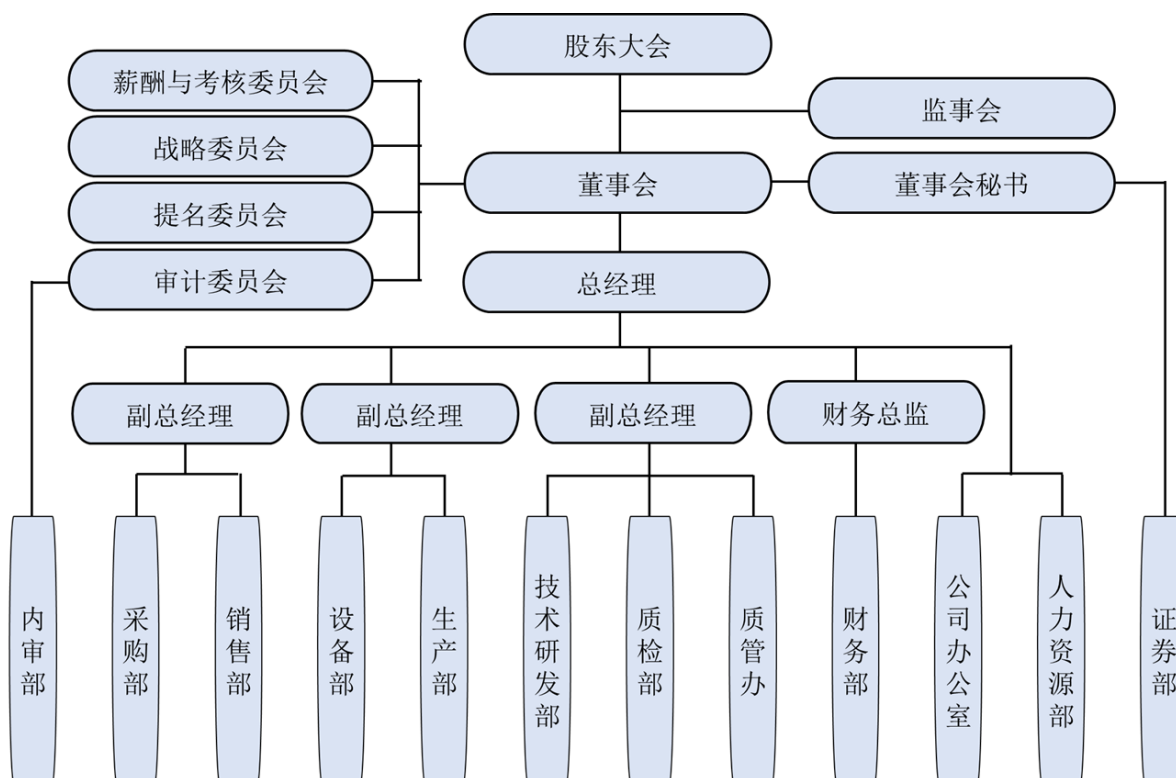 股东大会
薪酬与考核委员会
监事会
战略委员会
董事会
董事会秘书
提名委员会
审计委员会
总经理
副总经理
副总经理
副总经理
财务总监
内审部
采购部
销售部
设备部
生产部
技术研发部
质检部
质管办
财务部
公司办公室
人力资源部
证券部